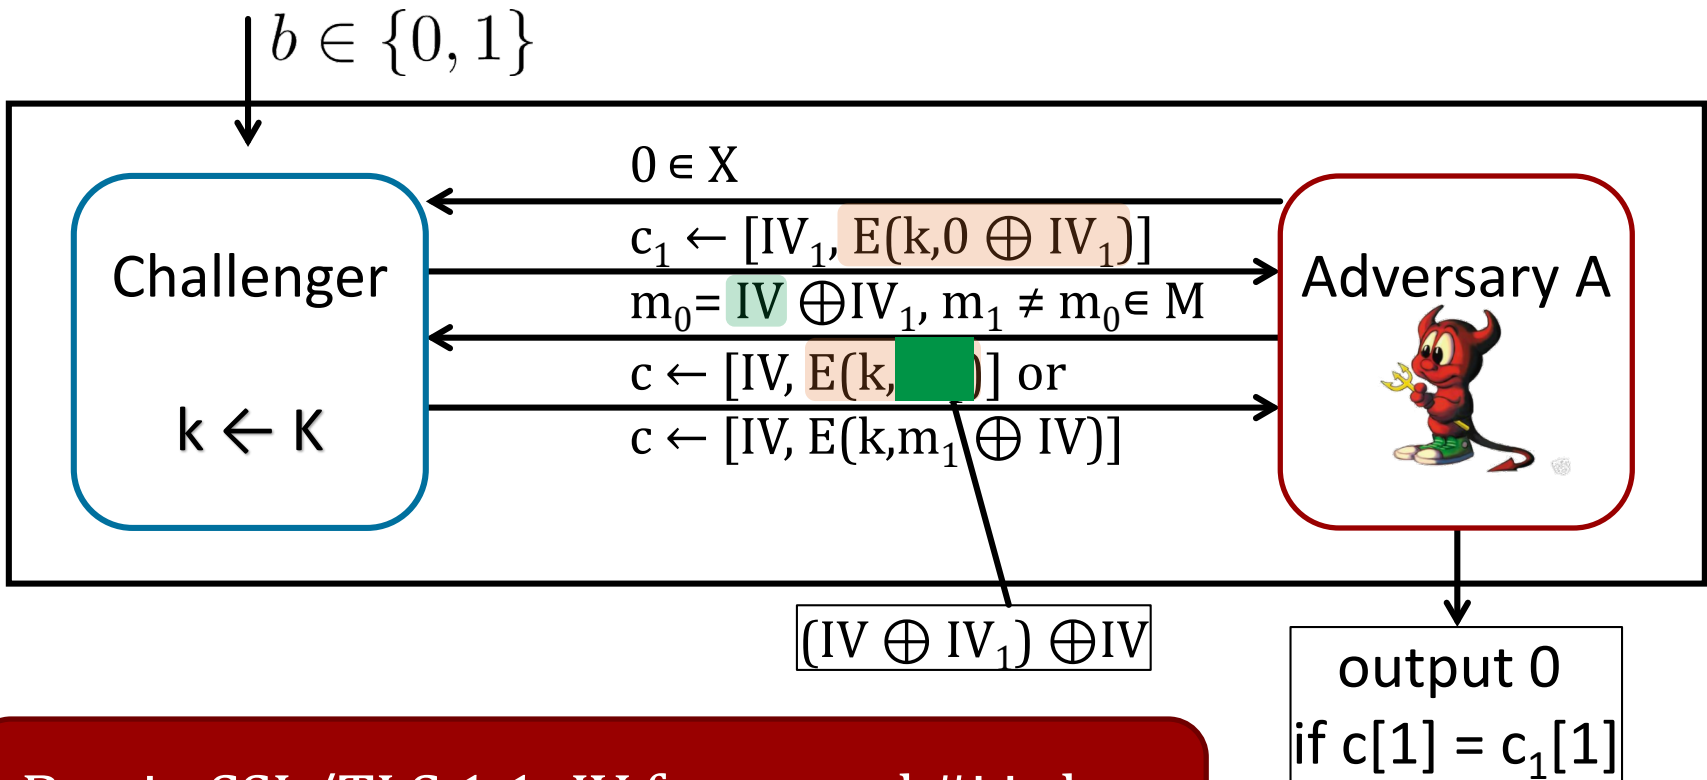 b ∈ {0, 1}
0 ∈ X
c₁ ← [IV₁, E(k,0 ⊕ IV₁)]
Challenger
k ← K
m₀= IV ⊕IV₁, m₁ ≠ m₀∈ M
Adversary A
c ← [IV, E(k, )] or
c ← [IV, E(k,m₁ ⊕ IV)]
(IV ⊕ IV₁) ⊕IV
output 0
if c[1] = c₁[1]